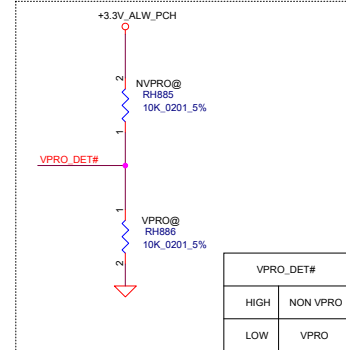 +3.3V_ALW_PCH
2
NVPRO@
RH885
10K_0201_5%
1
VPRO_DET#
1
VPRO@
RH886
10K_0201_5%
2
VPRO_DET#
HIGH NON VPRO
LOW VPRO